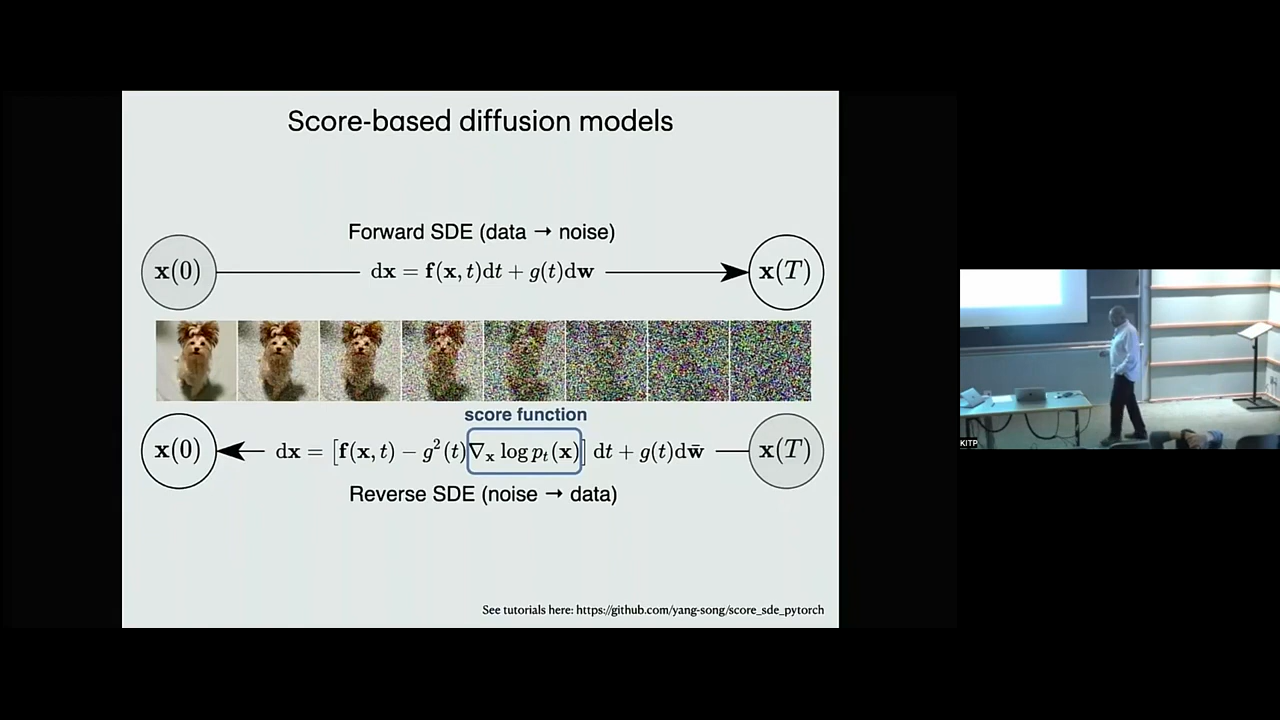 Score-based diffusion models
Forward SDE (data → noise)
x(0)
dx = f(x, t)dt + g(t)dw
x(T)
score function
x(0)
dx = [f(x, t) − g²(t)∇ₓ log pₜ(x)] dt + g(t)dw̄
x(T)
Reverse SDE (noise → data)
See tutorials here: https://github.com/yang-song/score_sde_pytorch
KITP